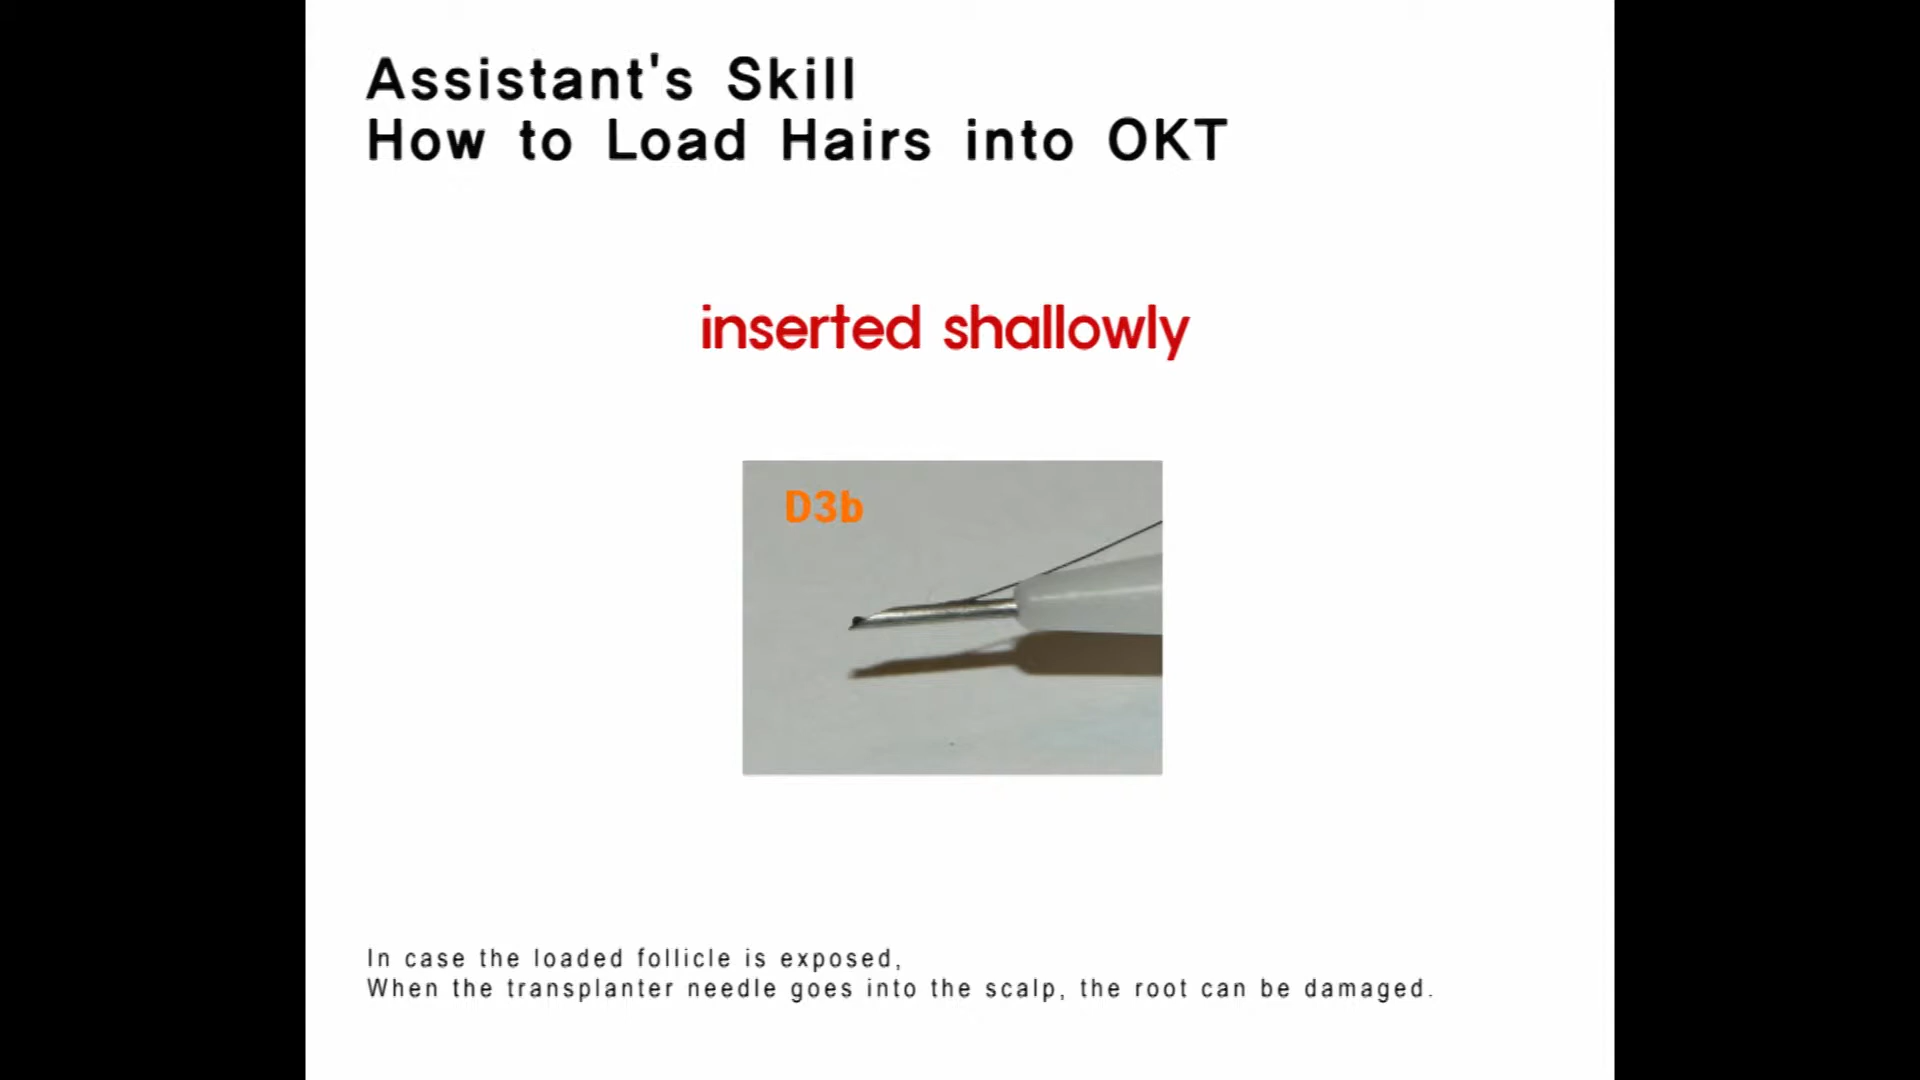 Assistant's Skill
How to Load Hairs into OKT
inserted shallowly
D3b
In case the loaded follicle is exposed,
When the transplanter needle goes into the scalp, the root can be damaged.